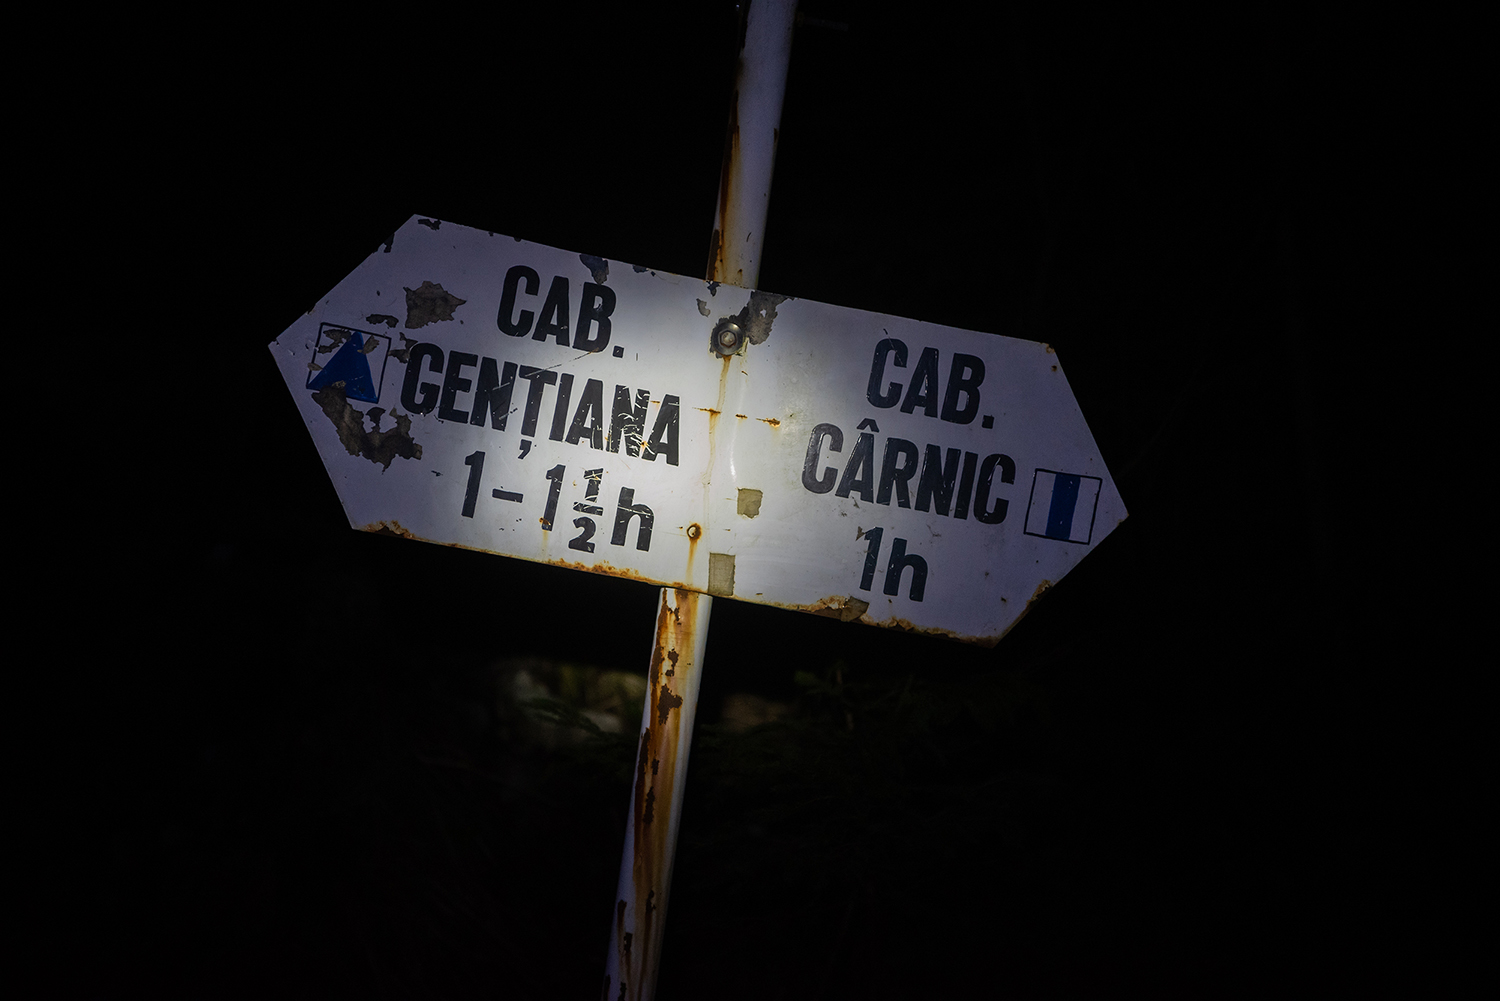 CAB.
GENȚIANA
1-1½h
CAB.
CÂRNIC
1h